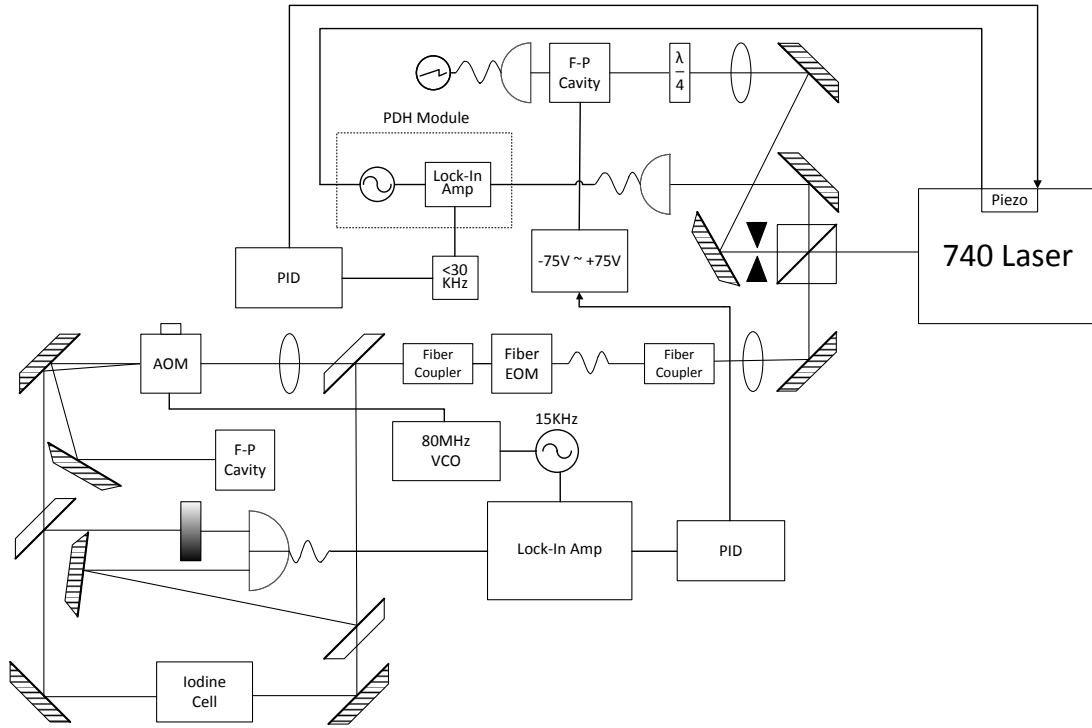 F-P
Cavity
λ
4
PDH Module
Lock-In
Amp
Piezo
740 Laser
PID
<30
KHz
-75V ~ +75V
AOM
Fiber
Coupler
Fiber
EOM
Fiber
Coupler
15KHz
80MHz
VCO
F-P
Cavity
Lock-In Amp
PID
Iodine
Cell